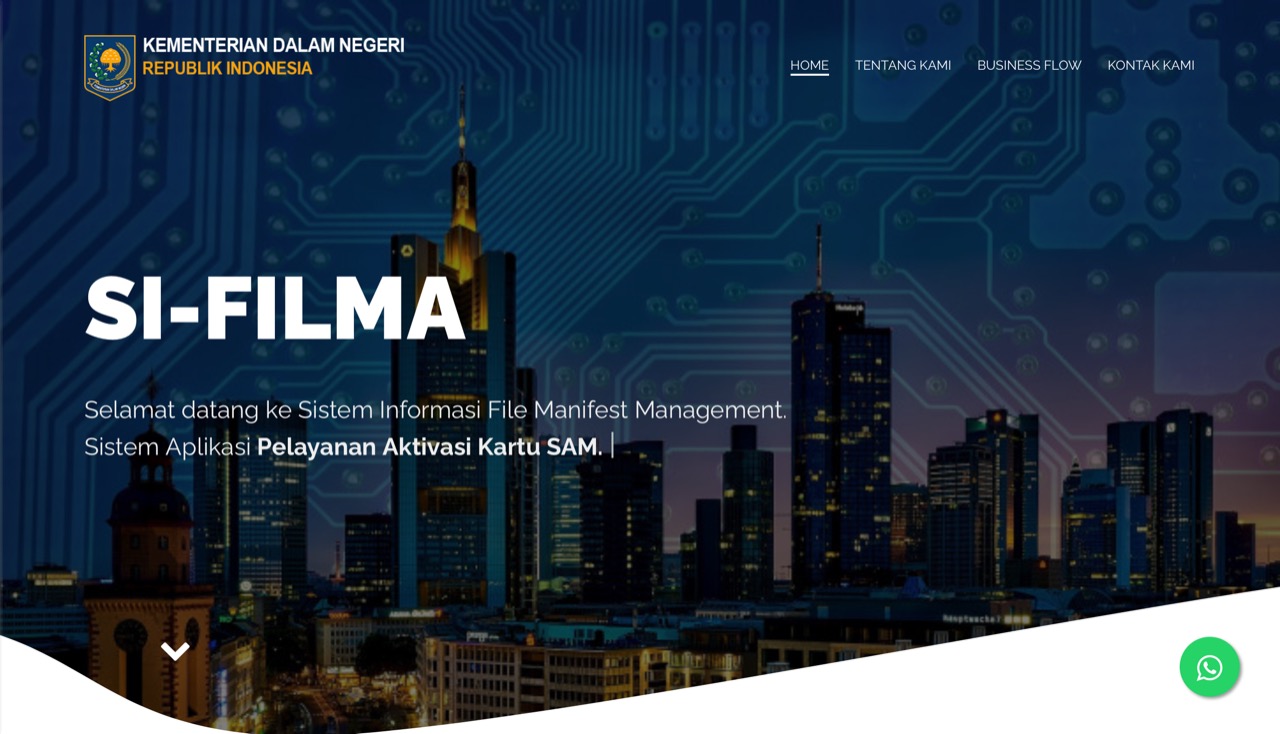 KEMENTERIAN DALAM NEGERI
REPUBLIK INDONESIA
HOME
TENTANG KAMI
BUSINESS FLOW
KONTAK KAMI
SI-FILMA
Selamat datang ke Sistem Informasi File Manifest Management.
Sistem Aplikasi Pelayanan Aktivasi Kartu SAM.